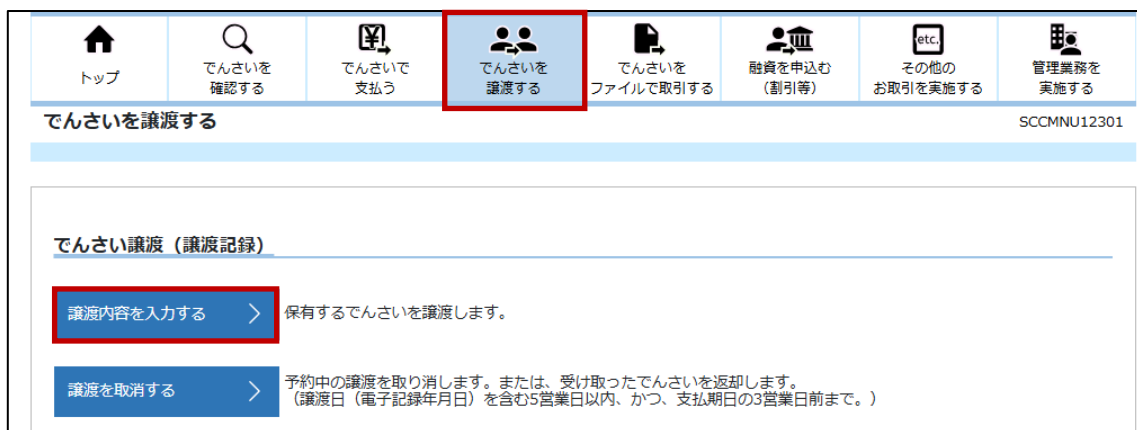 トップ
でんさいを
確認する
でんさいで
支払う
でんさいを
譲渡する
でんさいを
ファイルで取引する
融資を申込む
(割引等)
etc.
その他の
お取引を実施する
管理業務を
実施する
でんさいを譲渡する
SCCMNU12301
でんさい譲渡（譲渡記録）
譲渡内容を入力する
保有するでんさいを譲渡します。
譲渡を取消する
予約中の譲渡を取り消します。または、受け取ったでんさいを返却します。
（譲渡日（電子記録年月日）を含む5営業日以内、かつ、支払期日の3営業日前まで。）